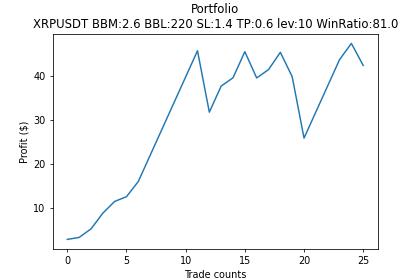 Portfolio
XRPUSDT BBM:2.6 BBL:220 SL:1.4 TP:0.6 lev:10 WinRatio:81.0
40
30
20
10
Profit ($)
0 5 10 15 20 25
Trade counts